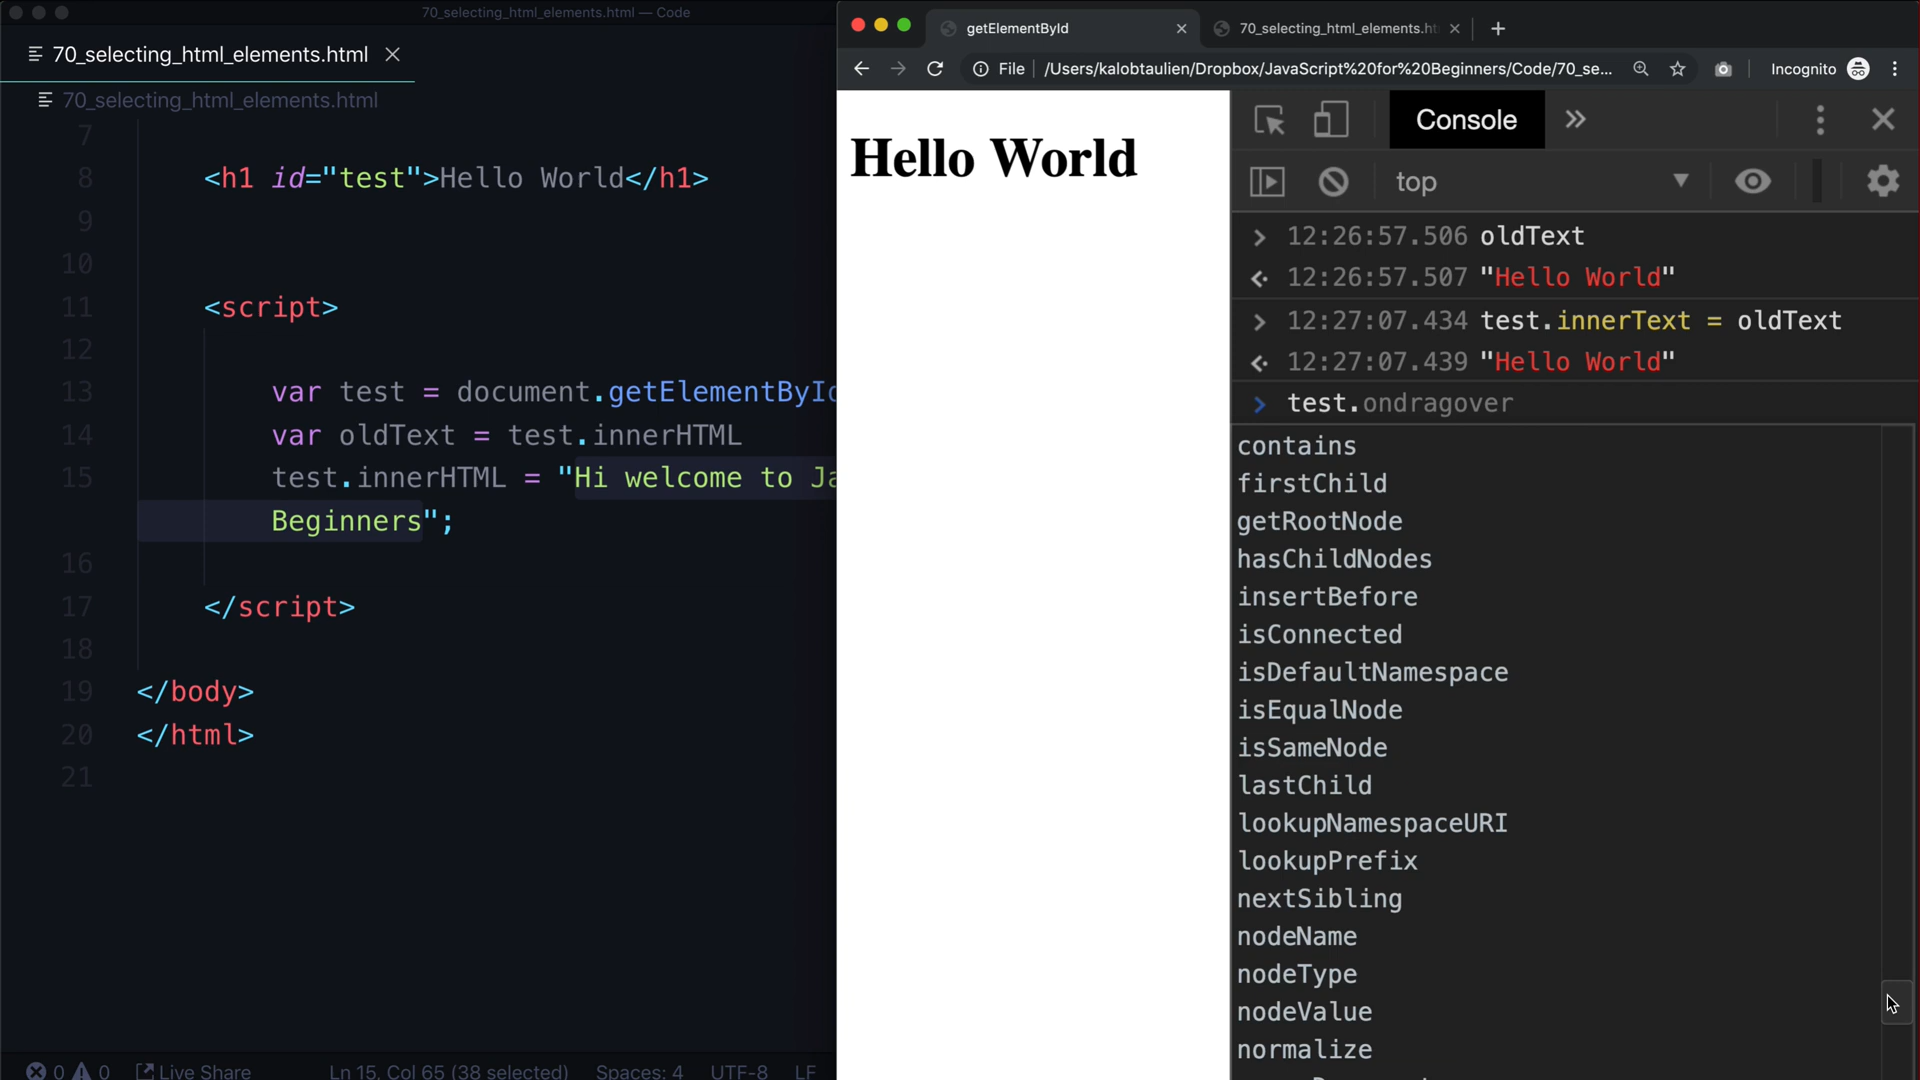 70_selecting_html_elements.html — Code
70_selecting_html_elements.html
70_selecting_html_elements.html
7
8 <h1 id="test">Hello World</h1>
9
10
11 <script>
12
13 var test = document.getElementById
14 var oldText = test.innerHTML
15 test.innerHTML = "Hi welcome to Ja
Beginners";
16
17 </script>
18
19 </body>
20 </html>
21
0 0 Live Share Ln 15, Col 65 (38 selected) Spaces: 4 UTF-8 LF
getElementById
70_selecting_html_elements.ht
File /Users/kalobtaulien/Dropbox/JavaScript%20for%20Beginners/Code/70_se... Incognito
Hello World
Console
top
12:26:57.506 oldText
12:26:57.507 "Hello World"
12:27:07.434 test.innerText = oldText
12:27:07.439 "Hello World"
test.ondragover
contains
firstChild
getRootNode
hasChildNodes
insertBefore
isConnected
isDefaultNamespace
isEqualNode
isSameNode
lastChild
lookupNamespaceURI
lookupPrefix
nextSibling
nodeName
nodeType
nodeValue
normalize